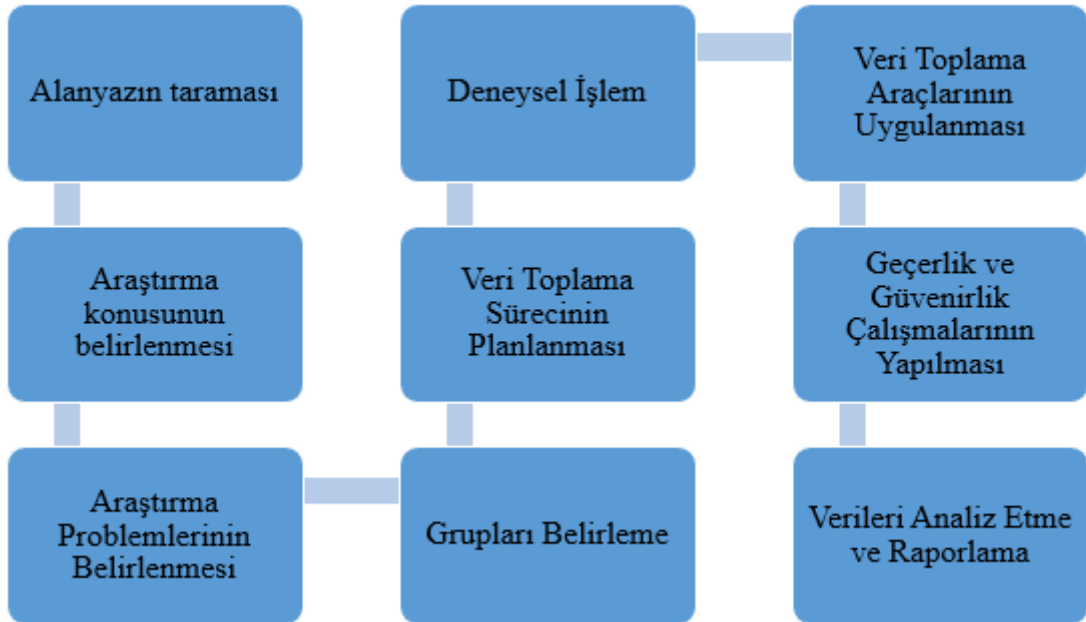 Alanyazın taraması
Araştırma
konusunun
belirlenmesi
Araştırma
Problemlerinin
Belirlenmesi
Grupları Belirleme
Veri Toplama
Sürecinin
Planlanması
Deneysel İşlem
Veri Toplama
Araçlarının
Uygulanması
Geçerlik ve
Güvenirlik
Çalışmalarının
Yapılması
Verileri Analiz Etme
ve Raporlama